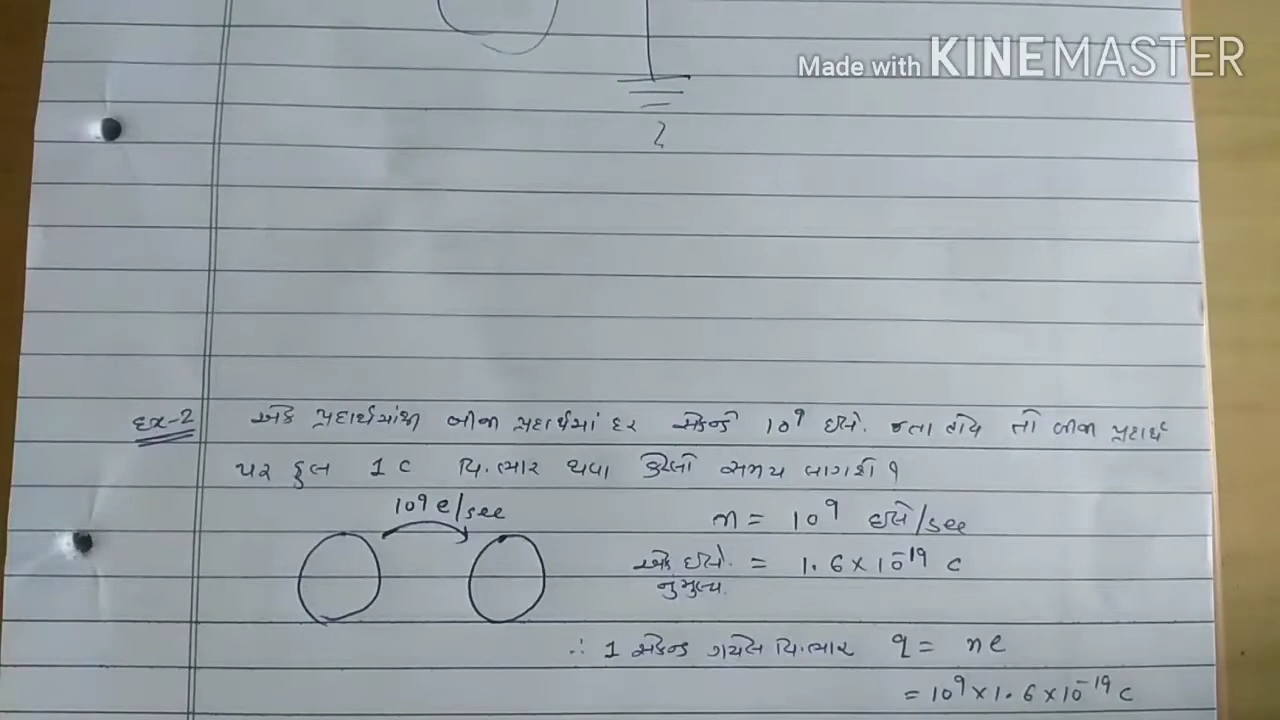 Made with KINEMASTER
Ex-2 એક પદાર્થમાંથી બીજા પદાર્થમાં દર સેકન્ડે 10⁹ ઇલે. જતા હોય તો બીજા પદાર્થ
પર કુલ 1 C વિ.ભાર થવા કેટલો સમય લાગશે ?
10⁹ e/sec
n = 10⁹ ઇલે/sec
એક ઇલે. = 1.6 × 10⁻¹⁹ C
નુ મુલ્ય.
∴ 1 સેકન્ડ ગયેલ વિ.ભાર q = ne
= 10⁹ × 1.6 × 10⁻¹⁹ C